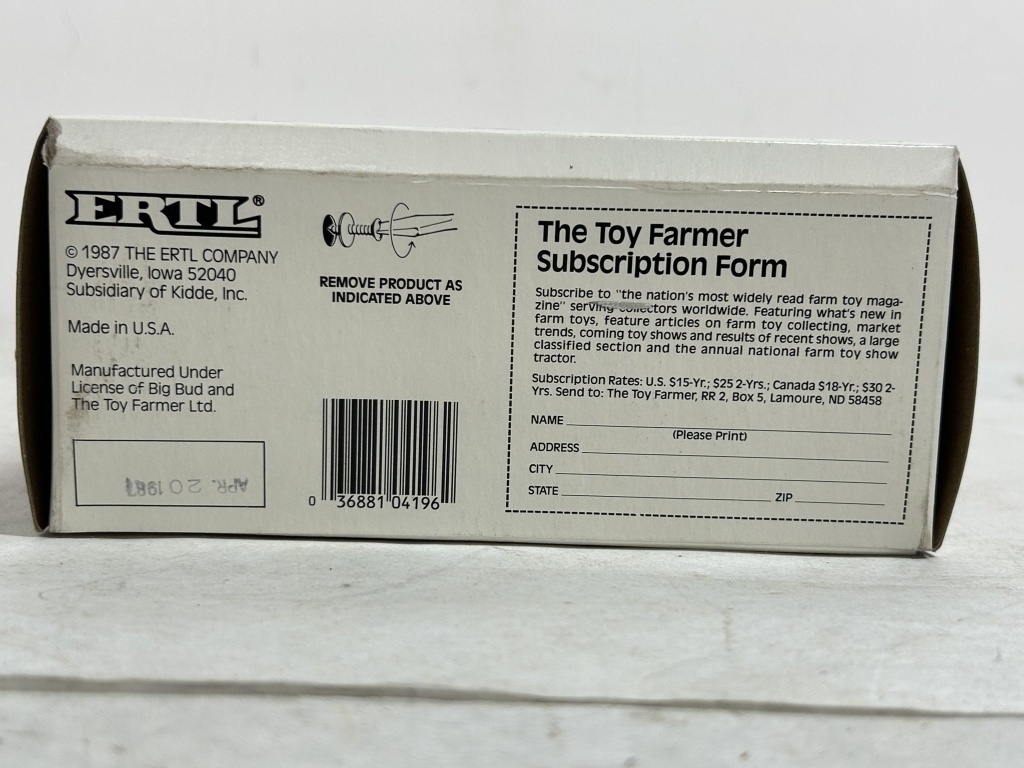 ERTL®
© 1987 THE ERTL COMPANY
Dyersville, Iowa 52040
Subsidiary of Kidde, Inc.
Made in U.S.A.
Manufactured Under
License of Big Bud and
The Toy Farmer Ltd.
APR. 20 1987
REMOVE PRODUCT AS
INDICATED ABOVE
0 36881 04196
The Toy Farmer
Subscription Form
Subscribe to "the nation's most widely read farm toy maga-
zine" serving collectors worldwide. Featuring what's new in
farm toys, feature articles on farm toy collecting, market
trends, coming toy shows and results of recent shows, a large
classified section and the annual national farm toy show
tractor.
Subscription Rates: U.S. $15-Yr.; $25 2-Yrs.; Canada $18-Yr.; $30 2-
Yrs. Send to: The Toy Farmer, RR 2, Box 5, Lamoure, ND 58458
NAME
(Please Print)
ADDRESS
CITY
STATE ZIP